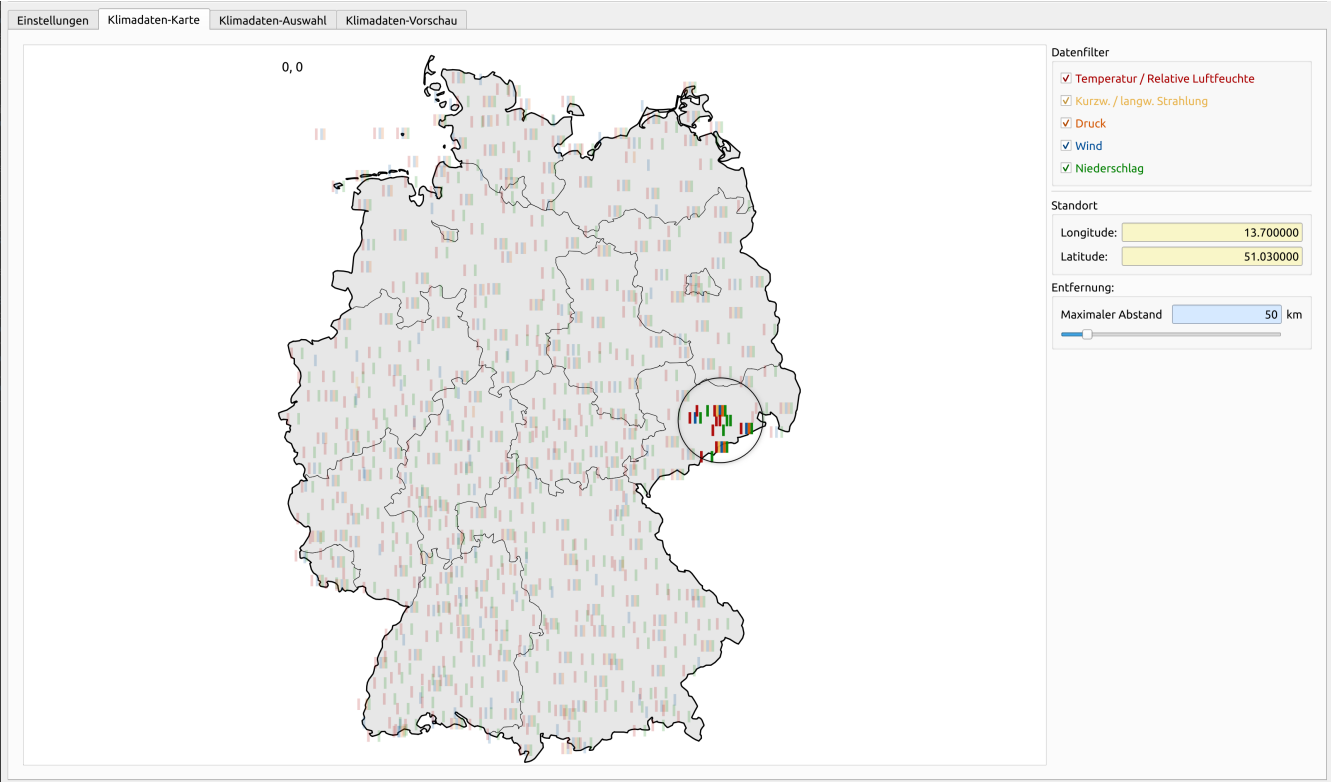 Einstellungen Klimadaten-Karte Klimadaten-Auswahl Klimadaten-Vorschau
0, 0
Datenfilter
Temperatur / Relative Luftfeuchte
Kurzw. / langw. Strahlung
Druck
Wind
Niederschlag
Standort
Longitude: 13.700000
Latitude: 51.030000
Entfernung:
Maximaler Abstand 50 km